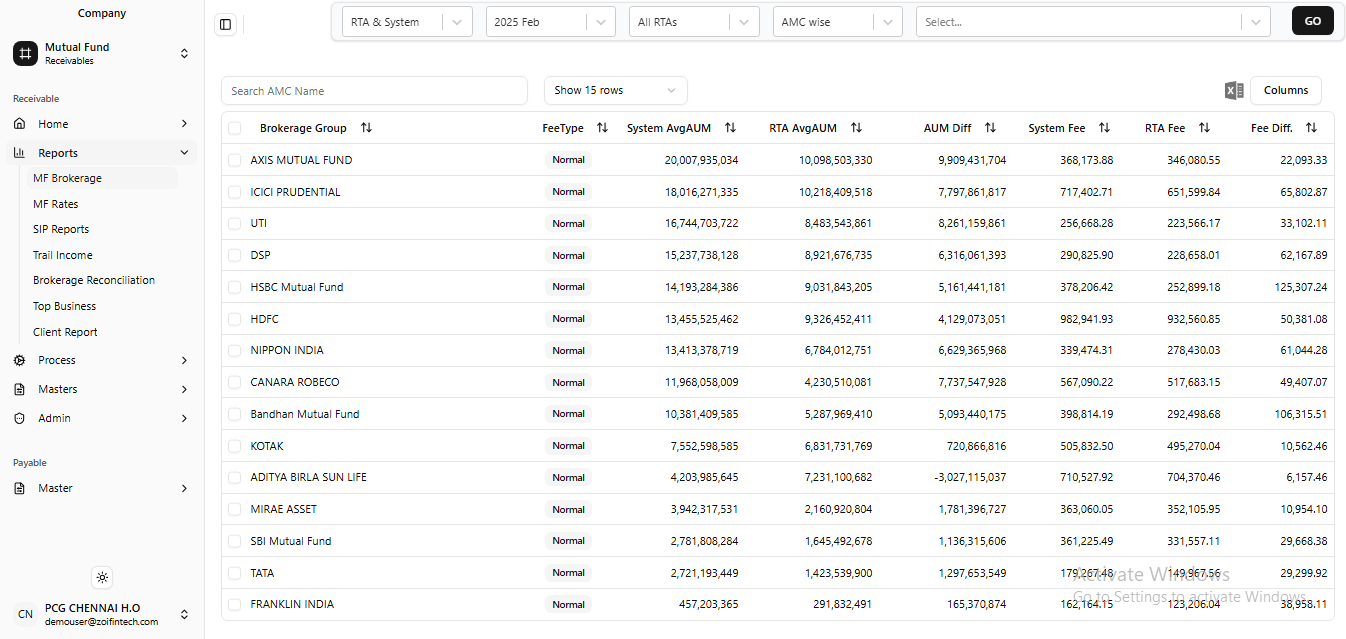 Company
RTA & System 2025 Feb All RTAs AMC wise Select... GO
Mutual Fund
Receivables
Search AMC Name Show 15 rows Columns
Receivable
Home
Reports
MF Brokerage
MF Rates
SIP Reports
Trail Income
Brokerage Reconciliation
Top Business
Client Report
Process
Masters
Admin
Payable
Master
CN PCG CHENNAI H.O
demouser@zoifintech.com
Brokerage Group FeeType System AvgAUM RTA AvgAUM AUM Diff System Fee RTA Fee Fee Diff.
AXIS MUTUAL FUND Normal 20,007,935,034 10,098,503,330 9,909,431,704 368,173.88 346,080.55 22,093.33
ICICI PRUDENTIAL Normal 18,016,271,335 10,218,409,518 7,797,861,817 717,402.71 651,599.84 65,802.87
UTI Normal 16,744,703,722 8,483,543,861 8,261,159,861 256,668.28 223,566.17 33,102.11
DSP Normal 15,237,738,128 8,921,676,735 6,316,061,393 290,825.90 228,658.01 62,167.89
HSBC Mutual Fund Normal 14,193,284,386 9,031,843,205 5,161,441,181 378,206.42 252,899.18 125,307.24
HDFC Normal 13,455,525,462 9,326,452,411 4,129,073,051 982,941.93 932,560.85 50,381.08
NIPPON INDIA Normal 13,413,378,719 6,784,012,751 6,629,365,968 339,474.31 278,430.03 61,044.28
CANARA ROBECO Normal 11,968,058,009 4,230,510,081 7,737,547,928 567,090.22 517,683.15 49,407.07
Bandhan Mutual Fund Normal 10,381,409,585 5,287,969,410 5,093,440,175 398,814.19 292,498.68 106,315.51
KOTAK Normal 7,552,598,585 6,831,731,769 720,866,816 505,832.50 495,270.04 10,562.46
ADITYA BIRLA SUN LIFE Normal 4,203,985,645 7,231,100,682 -3,027,115,037 710,527.92 704,370.46 6,157.46
MIRAE ASSET Normal 3,942,317,531 2,160,920,804 1,781,396,727 363,060.05 352,105.95 10,954.10
SBI Mutual Fund Normal 2,781,808,284 1,645,492,678 1,136,315,606 361,225.49 331,557.11 29,668.38
TATA Normal 2,721,193,449 1,423,539,900 1,297,653,549 179,267.48 149,967.56 29,299.92
FRANKLIN INDIA Normal 457,203,365 291,832,491 165,370,874 162,164.15 123,206.04 38,958.11
Activate Windows
Go to Settings to activate Windows.